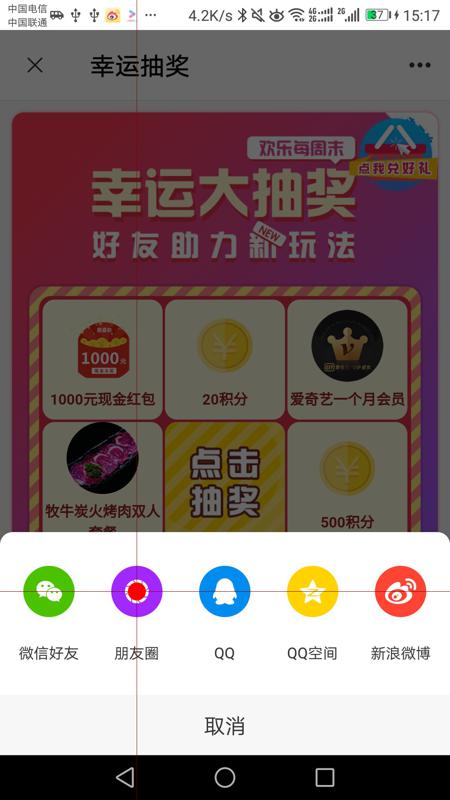 中国电信
中国联通
4.2K/s
4G
2G
2G
37
15:17
幸运抽奖
欢乐每周末
点我兑好礼
幸运大抽奖
NEW
好友助力新玩法
1000元
1000元现金红包
20积分
爱奇艺一个月会员
牧牛炭火烤肉双人
套餐
点击
抽奖
500积分
微信好友
朋友圈
QQ
QQ空间
新浪微博
取消